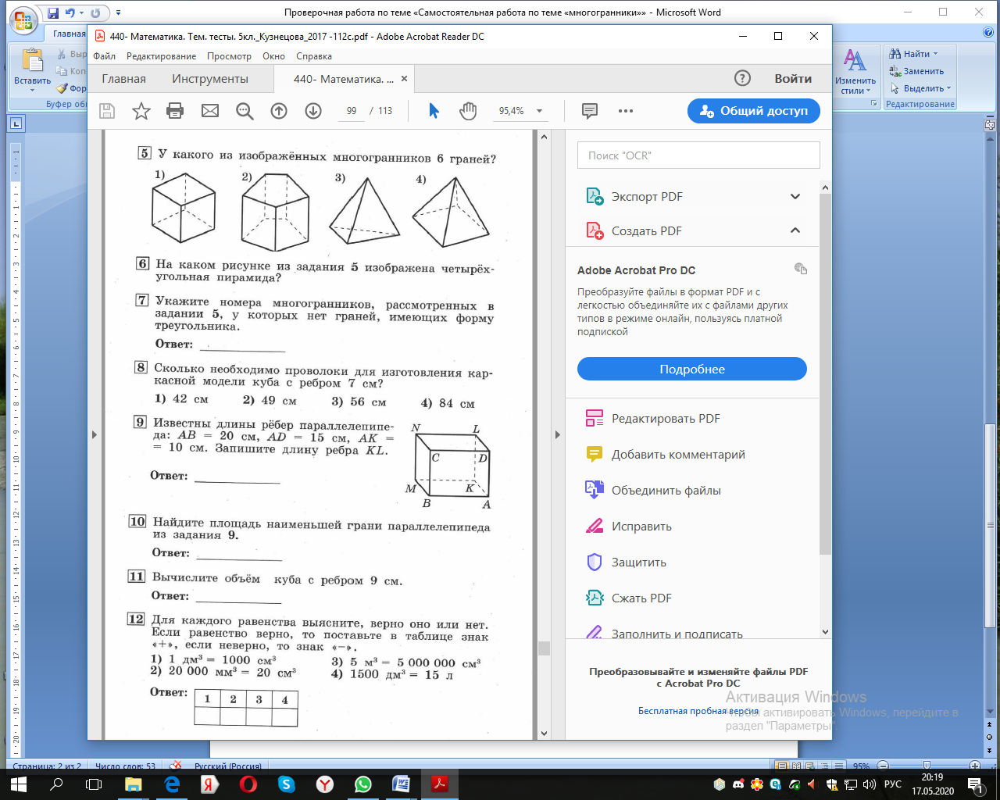 Проверочная работа по теме «Самостоятельная работа по теме «многогранники»» - Microsoft Word
Главная
Вставить
Выр
Коп
Фор
Буфер об
440- Математика. Тем. тесты. 5кл._Кузнецова_2017 -112с.pdf - Adobe Acrobat Reader DC
Файл Редактирование Просмотр Окно Справка
Главная Инструменты 440- Математика. ... ×
Войти
99 / 113
95,4%
Общий доступ
Изменить стили
Найти
Заменить
Выделить
Редактирование
5 У какого из изображённых многогранников 6 граней?
1) 2) 3) 4)
6 На каком рисунке из задания 5 изображена четырёх-
угольная пирамида?
7 Укажите номера многогранников, рассмотренных в
задании 5, у которых нет граней, имеющих форму
треугольника.
Ответ:
8 Сколько необходимо проволоки для изготовления кар-
касной модели куба с ребром 7 см?
1) 42 см 2) 49 см 3) 56 см 4) 84 см
9 Известны длины рёбер параллелепипе-
да: AB = 20 см, AD = 15 см, AK =
= 10 см. Запишите длину ребра KL.
Ответ:
N L
C D
M K
B A
10 Найдите площадь наименьшей грани параллелепипеда
из задания 9.
Ответ:
11 Вычислите объём куба с ребром 9 см.
Ответ:
12 Для каждого равенства выясните, верно оно или нет.
Если равенство верно, то поставьте в таблице знак
«+», если неверно, то знак «−».
1) 1 дм³ = 1000 см³ 3) 5 м³ = 5 000 000 см³
2) 20 000 мм³ = 20 см³ 4) 1500 дм³ = 15 л
Ответ: 1 2 3 4
Поиск "OCR"
Экспорт PDF
Создать PDF
Adobe Acrobat Pro DC
Преобразуйте файлы в формат PDF и с
легкостью объединяйте их с файлами других
типов в режиме онлайн, пользуясь платной
подпиской
Подробнее
Редактировать PDF
Добавить комментарий
Объединить файлы
Исправить
Защитить
Сжать PDF
Заполнить и подписать
Преобразовывайте и изменяйте файлы PDF
с Acrobat Pro DC
Бесплатная пробная версия
Активация Windows
Чтобы активировать Windows, перейдите в
раздел "Параметры".
Страница: 2 из 2 Число слов: 53 Русский (Россия) 95%
РУС
20:19
17.05.2020